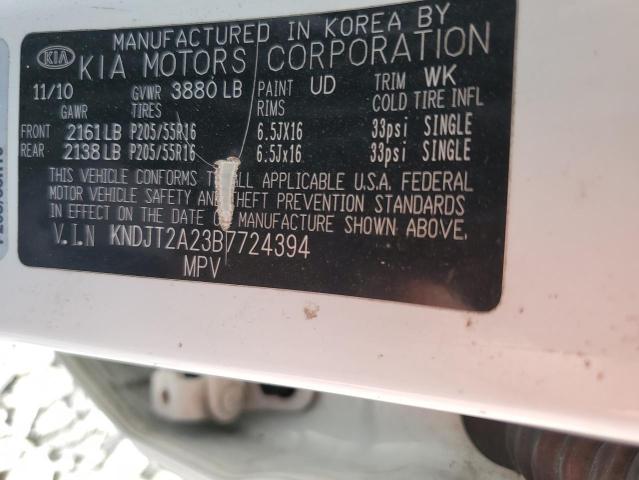 MANUFACTURED IN KOREA BY
KIA KIA MOTORS CORPORATION
11/10 GVWR 3880 LB PAINT UD TRIM WK
GAWR TIRES RIMS COLD TIRE INFL
FRONT 2161 LB P205/55R16 6.5JX16 33psi SINGLE
REAR 2138 LB P205/55R16 6.5Jx16 33psi SINGLE
THIS VEHICLE CONFORMS TO ALL APPLICABLE U.S.A. FEDERAL
MOTOR VEHICLE SAFETY AND THEFT PREVENTION STANDARDS
IN EFFECT ON THE DATE OF MANUFACTURE SHOWN ABOVE.
V.I.N KNDJT2A23B7724394
MPV